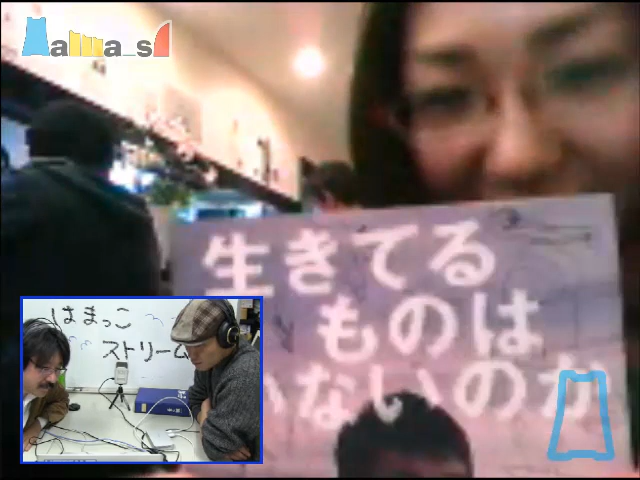 生きてる
ものは
いないのか
はまっこ
ストリーム